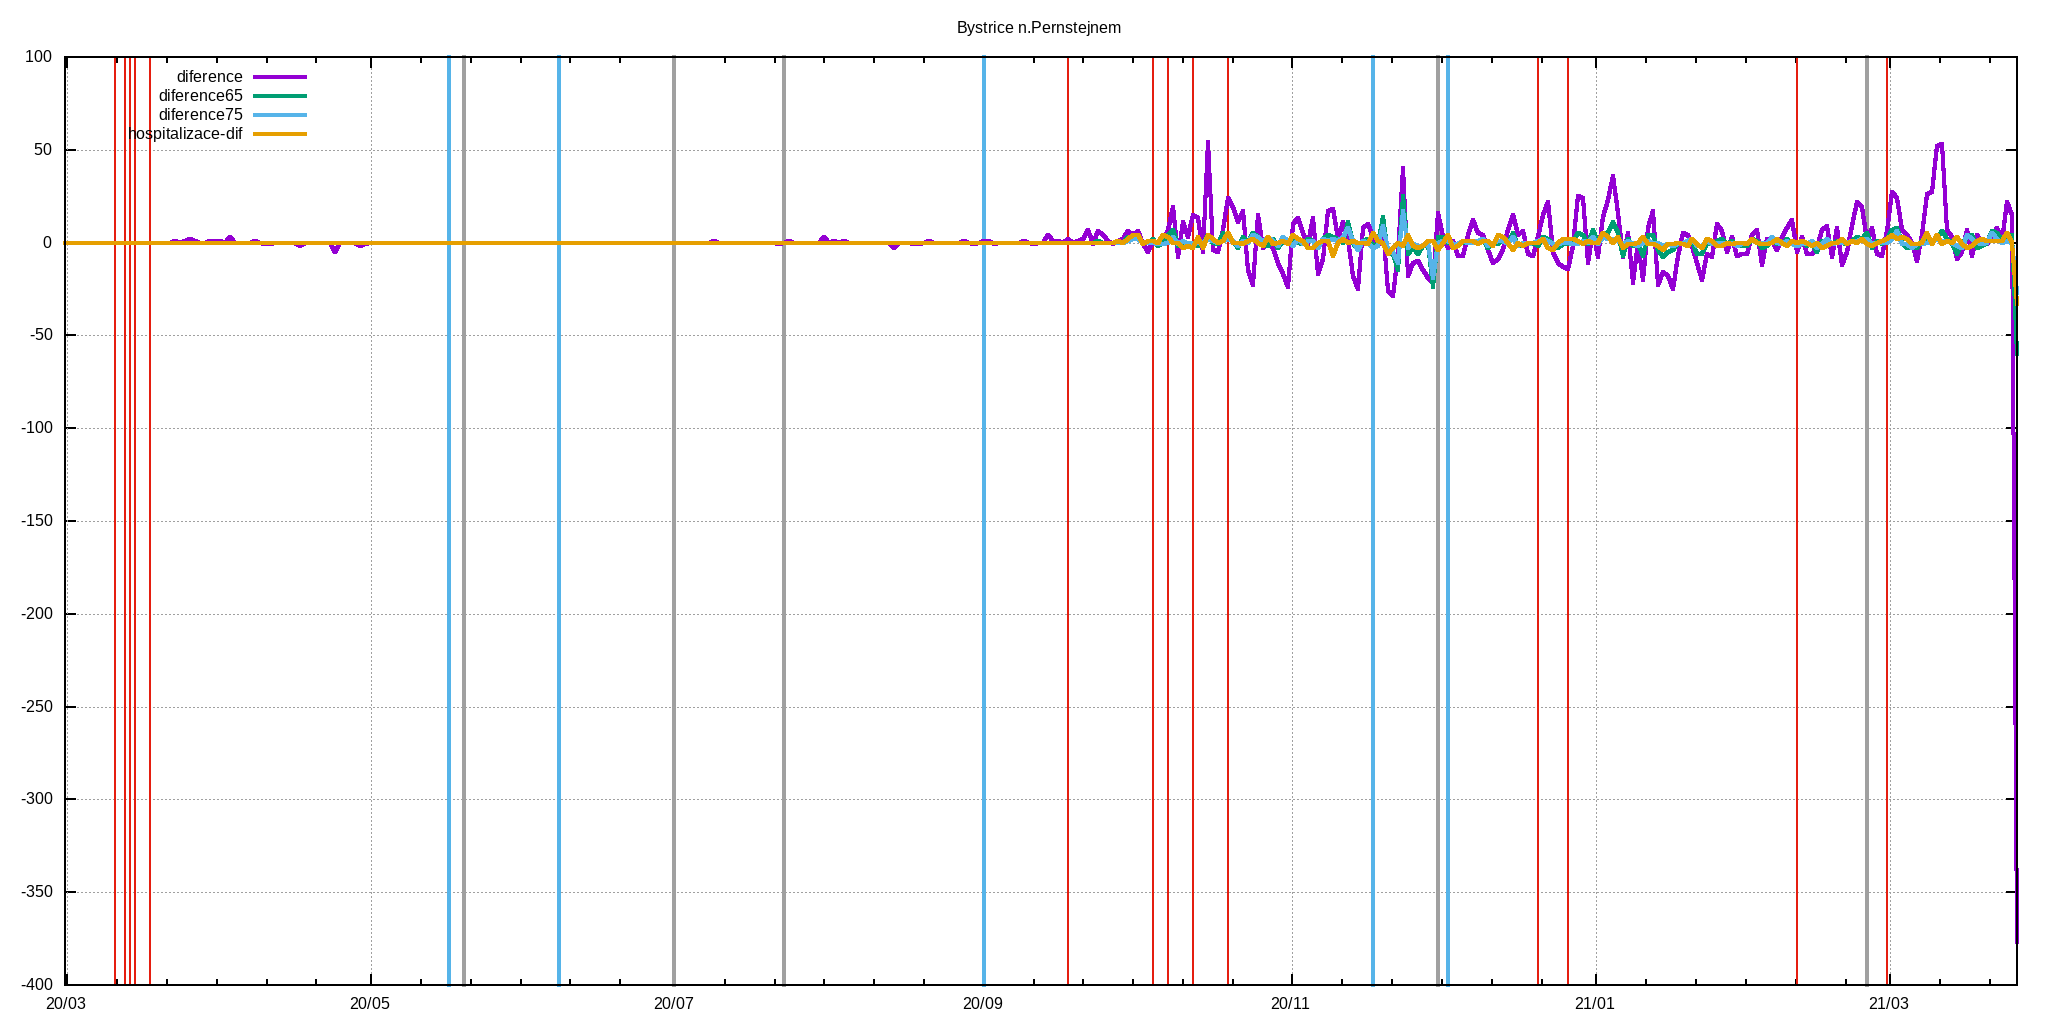 Bystrice n.Pernstejnem
100
50
0
-50
-100
-150
-200
-250
-300
-350
-400
diference
diference65
diference75
hospitalizace-dif
20/03 20/05 20/07 20/09 20/11 21/01 21/03